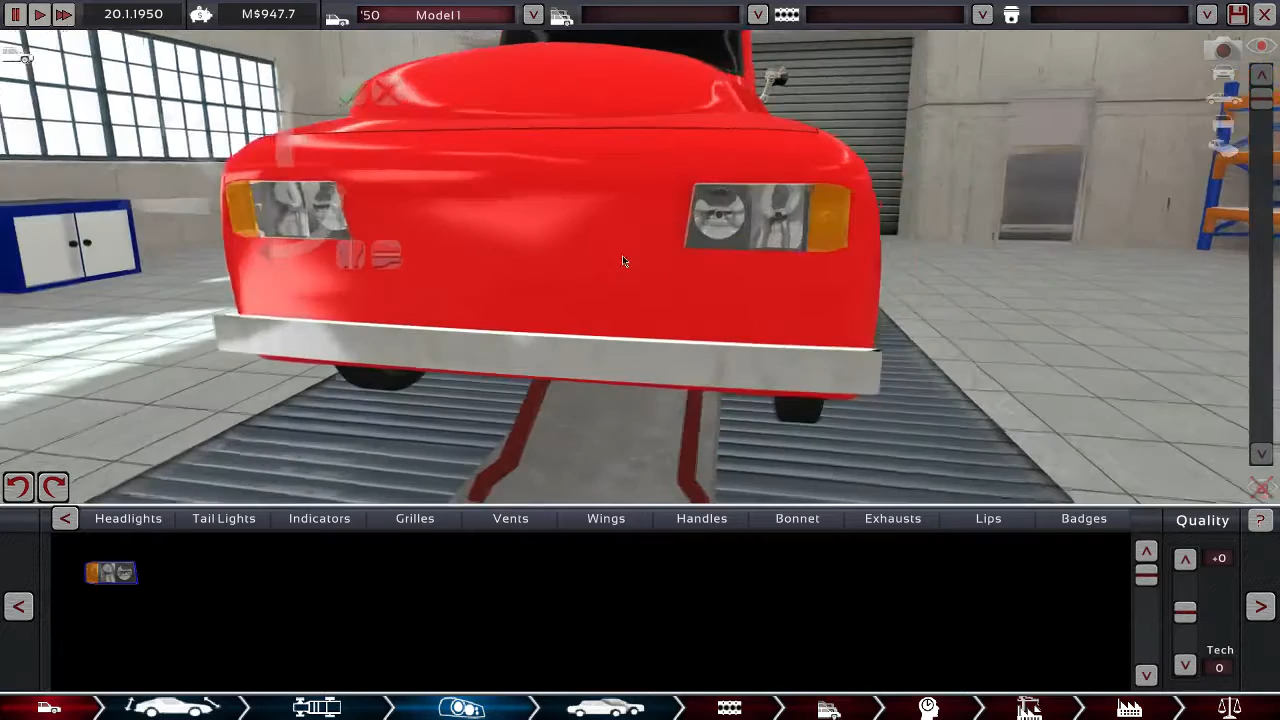 20.1.1950 M$947.7 '50 Model1
< Headlights Tail Lights Indicators Grilles Vents Wings Handles Bonnet Exhausts Lips Badges Quality ?
+0
Tech
0